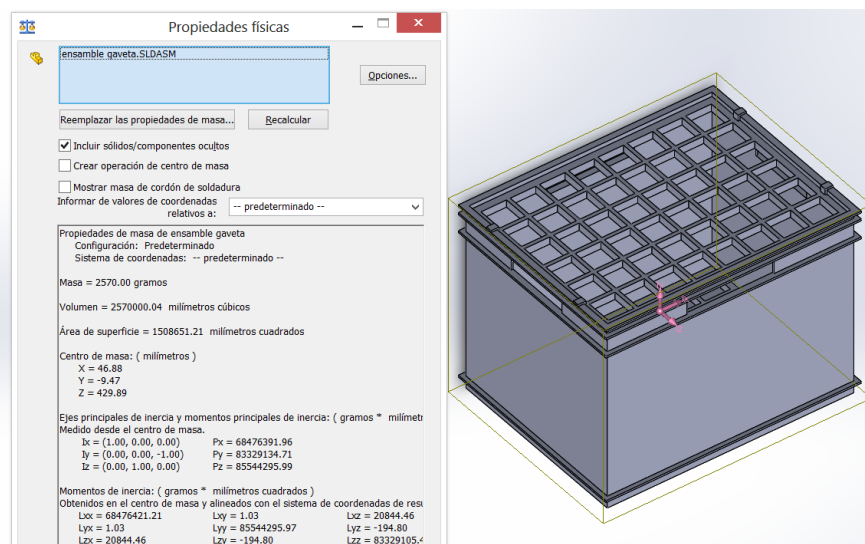 Propiedades físicas
ensamble gaveta.SLDASM
Opciones...
Reemplazar las propiedades de masa...
Recalcular
Incluir sólidos/componentes ocultos
Crear operación de centro de masa
Mostrar masa de cordón de soldadura
Informar de valores de coordenadas
relativos a:
-- predeterminado --
Propiedades de masa de ensamble gaveta
Configuración: Predeterminado
Sistema de coordenadas: -- predeterminado --
Masa = 2570.00 gramos
Volumen = 2570000.04 milímetros cúbicos
Área de superficie = 1508651.21 milímetros cuadrados
Centro de masa: ( milímetros )
X = 46.88
Y = -9.47
Z = 429.89
Ejes principales de inercia y momentos principales de inercia: ( gramos * milímetr
Medido desde el centro de masa.
Ix = (1.00, 0.00, 0.00) Px = 68476391.96
Iy = (0.00, 0.00, -1.00) Py = 83329134.71
Iz = (0.00, 1.00, 0.00) Pz = 85544295.99
Momentos de inercia: ( gramos * milímetros cuadrados )
Obtenidos en el centro de masa y alineados con el sistema de coordenadas de resu
Lxx = 68476421.21 Lxy = 1.03 Lxz = 20844.46
Lyx = 1.03 Lyy = 85544295.97 Lyz = -194.80
Lzx = 20844.46 Lzy = -194.80 Lzz = 83329105.4